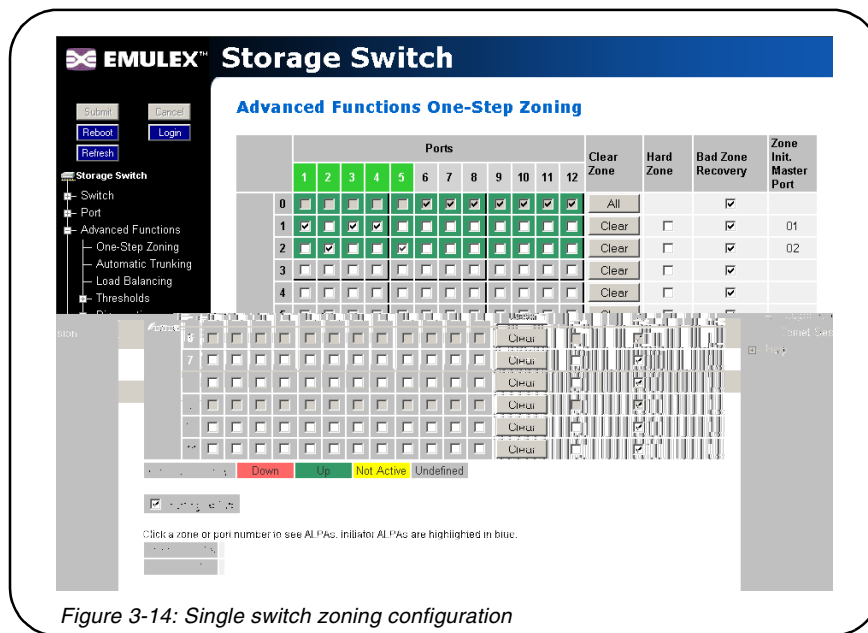 EMULEX™ Storage Switch
Submit Cancel
Reboot Login
Refresh
Storage Switch
Switch
Port
Advanced Functions
One-Step Zoning
Automatic Trunking
Load Balancing
Thresholds
Advanced Functions One-Step Zoning
Ports Clear Zone Hard Zone Bad Zone Recovery Zone Init. Master Port
1 2 3 4 5 6 7 8 9 10 11 12
0 All
1 Clear 01
2 Clear 02
3 Clear
4 Clear
7
Down Up Not Active Undefined
Click a zone or port number to see ALPAs. Initiator ALPAs are highlighted in blue.
Figure 3-14: Single switch zoning configuration